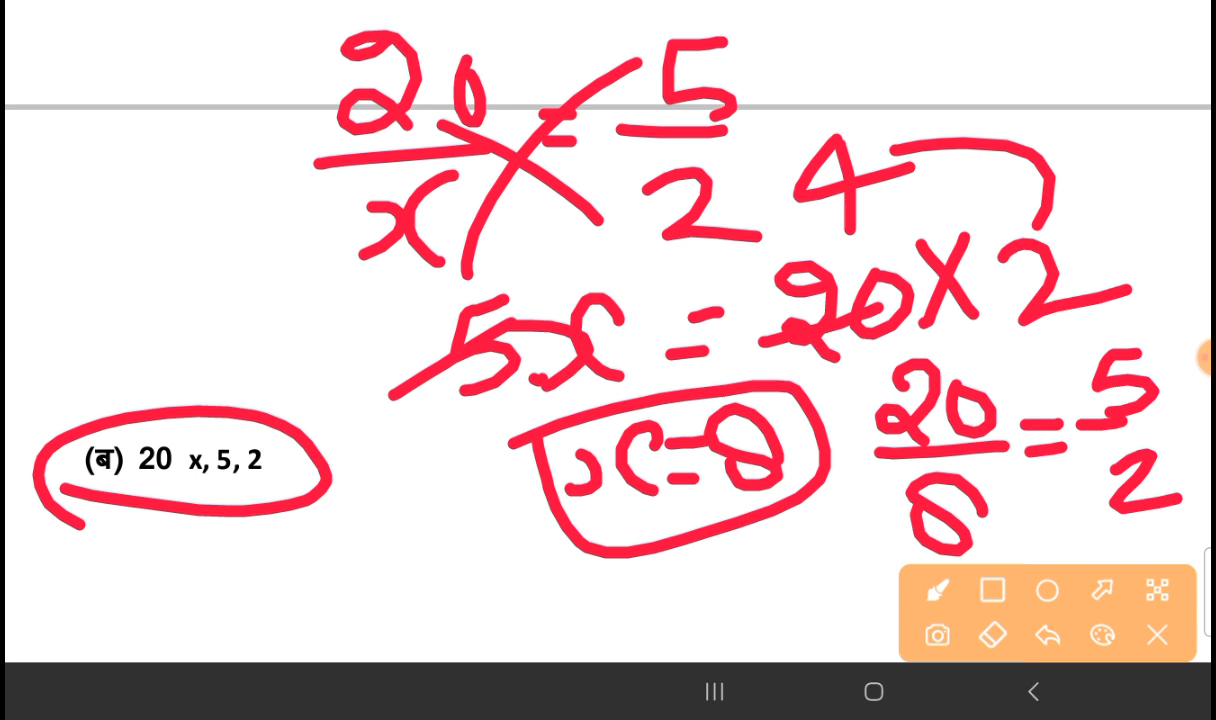 20/x = 5/2
4
5x = 20 X 2
20/8 = 5/2
(ब) 20 x, 5, 2
x = 8